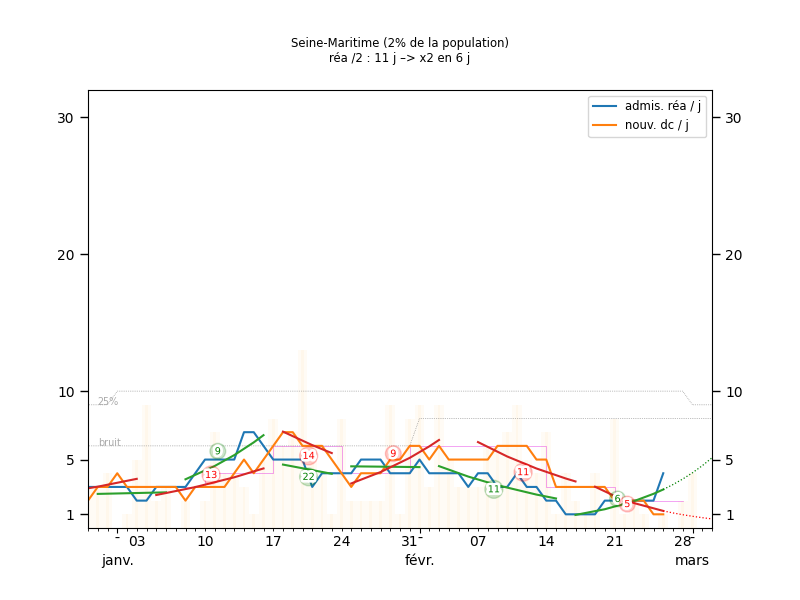 Seine-Maritime (2% de la population)
réa /2 : 11 j –> x2 en 6 j
admis. réa / j
nouv. dc / j
30 30
20 20
10 10
25%
bruit
9
13
14
22
9
11
11
6
5
5 5
1 1
03 10 17 24 31 07 14 21 28
janv. févr. mars